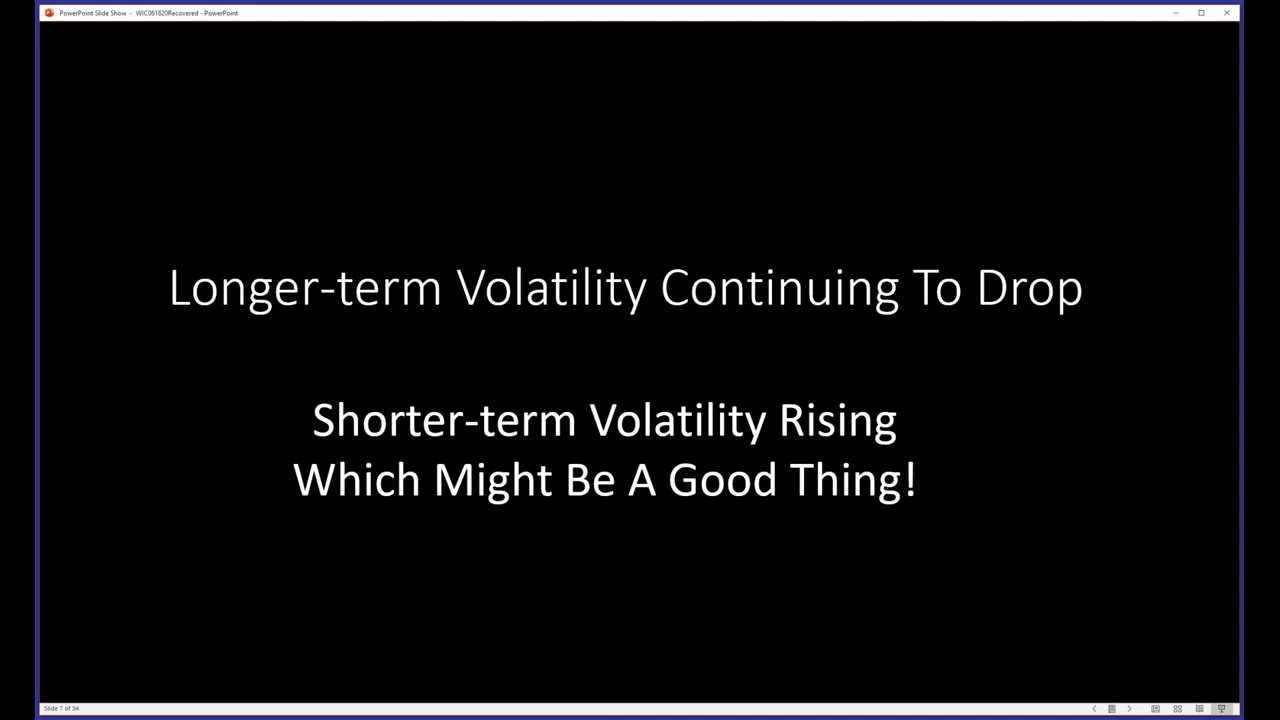 PowerPoint Slide Show - WIC061820Recovered - PowerPoint
Longer-term Volatility Continuing To Drop
Shorter-term Volatility Rising
Which Might Be A Good Thing!
Slide 7 of 34